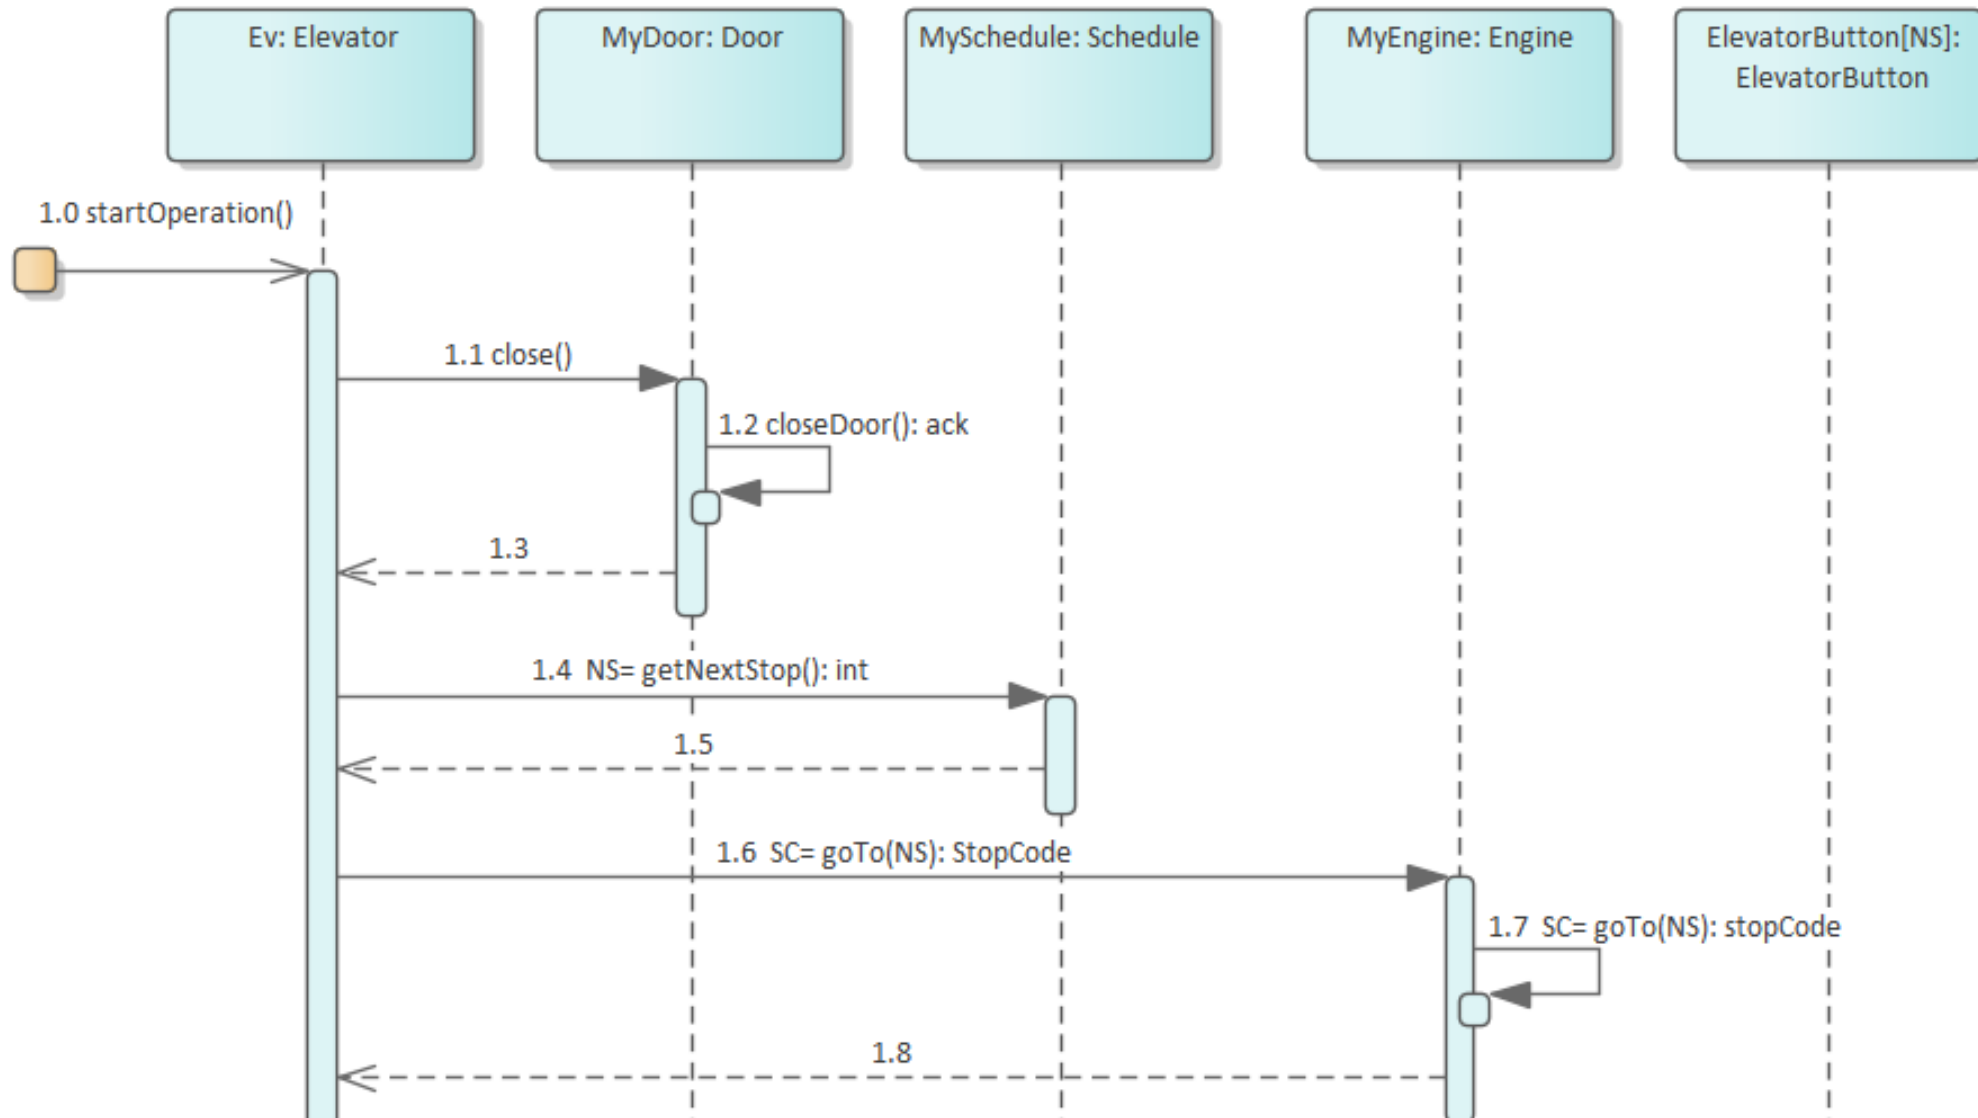 Ev: Elevator
MyDoor: Door
MySchedule: Schedule
MyEngine: Engine
ElevatorButton[NS]:
ElevatorButton
1.0 startOperation()
1.1 close()
1.2 closeDoor(): ack
1.3
1.4  NS= getNextStop(): int
1.5
1.6  SC= goTo(NS): StopCode
1.7  SC= goTo(NS): stopCode
1.8